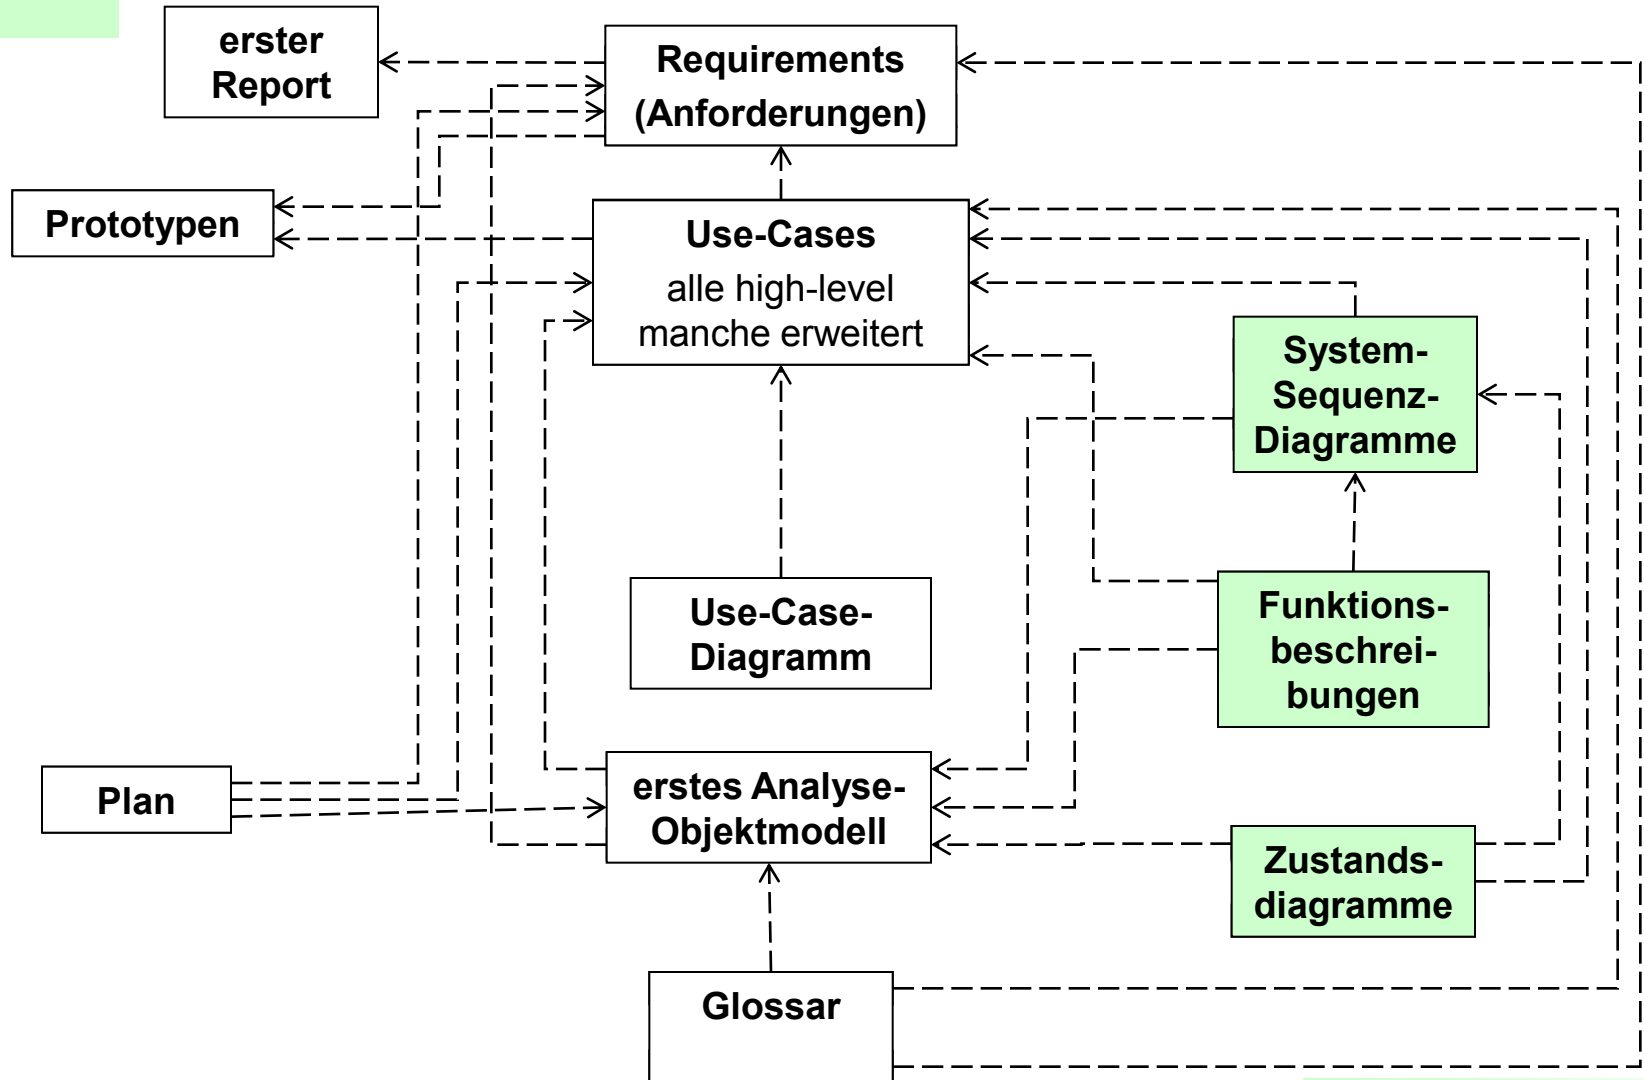 erster
Report
Requirements
(Anforderungen)
Prototypen
Use-Cases
alle high-level
manche erweitert
System-
Sequenz-
Diagramme
Use-Case-
Diagramm
Funktions-
beschrei-
bungen
Plan
erstes Analyse-
Objektmodell
Zustands-
diagramme
Glossar